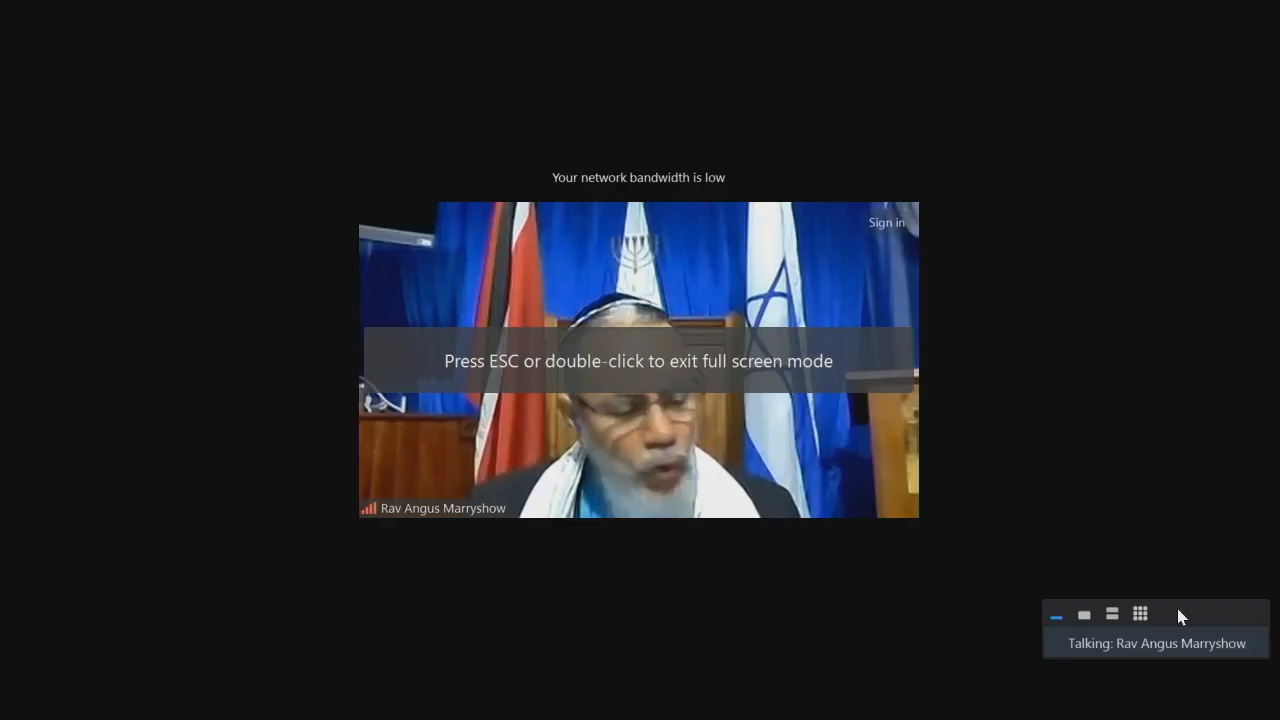 Your network bandwidth is low
Sign in
Press ESC or double-click to exit full screen mode
Rav Angus Marryshow
Talking: Rav Angus Marryshow